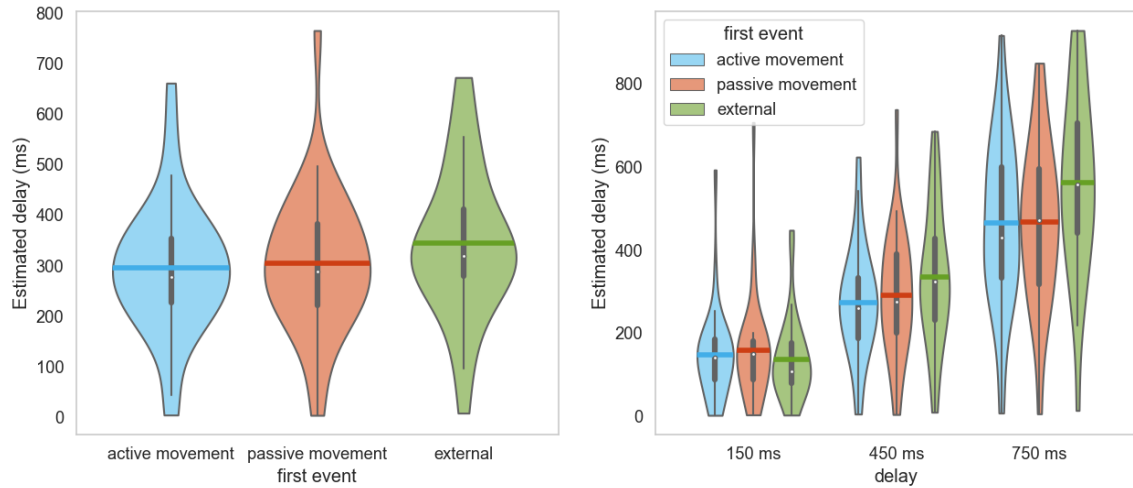 800
700
600
500
400
300
200
100
0
Estimated delay (ms)
active movement
passive movement
external
first event
first event
active movement
passive movement
external
800
600
400
200
0
Estimated delay (ms)
150 ms
450 ms
750 ms
delay